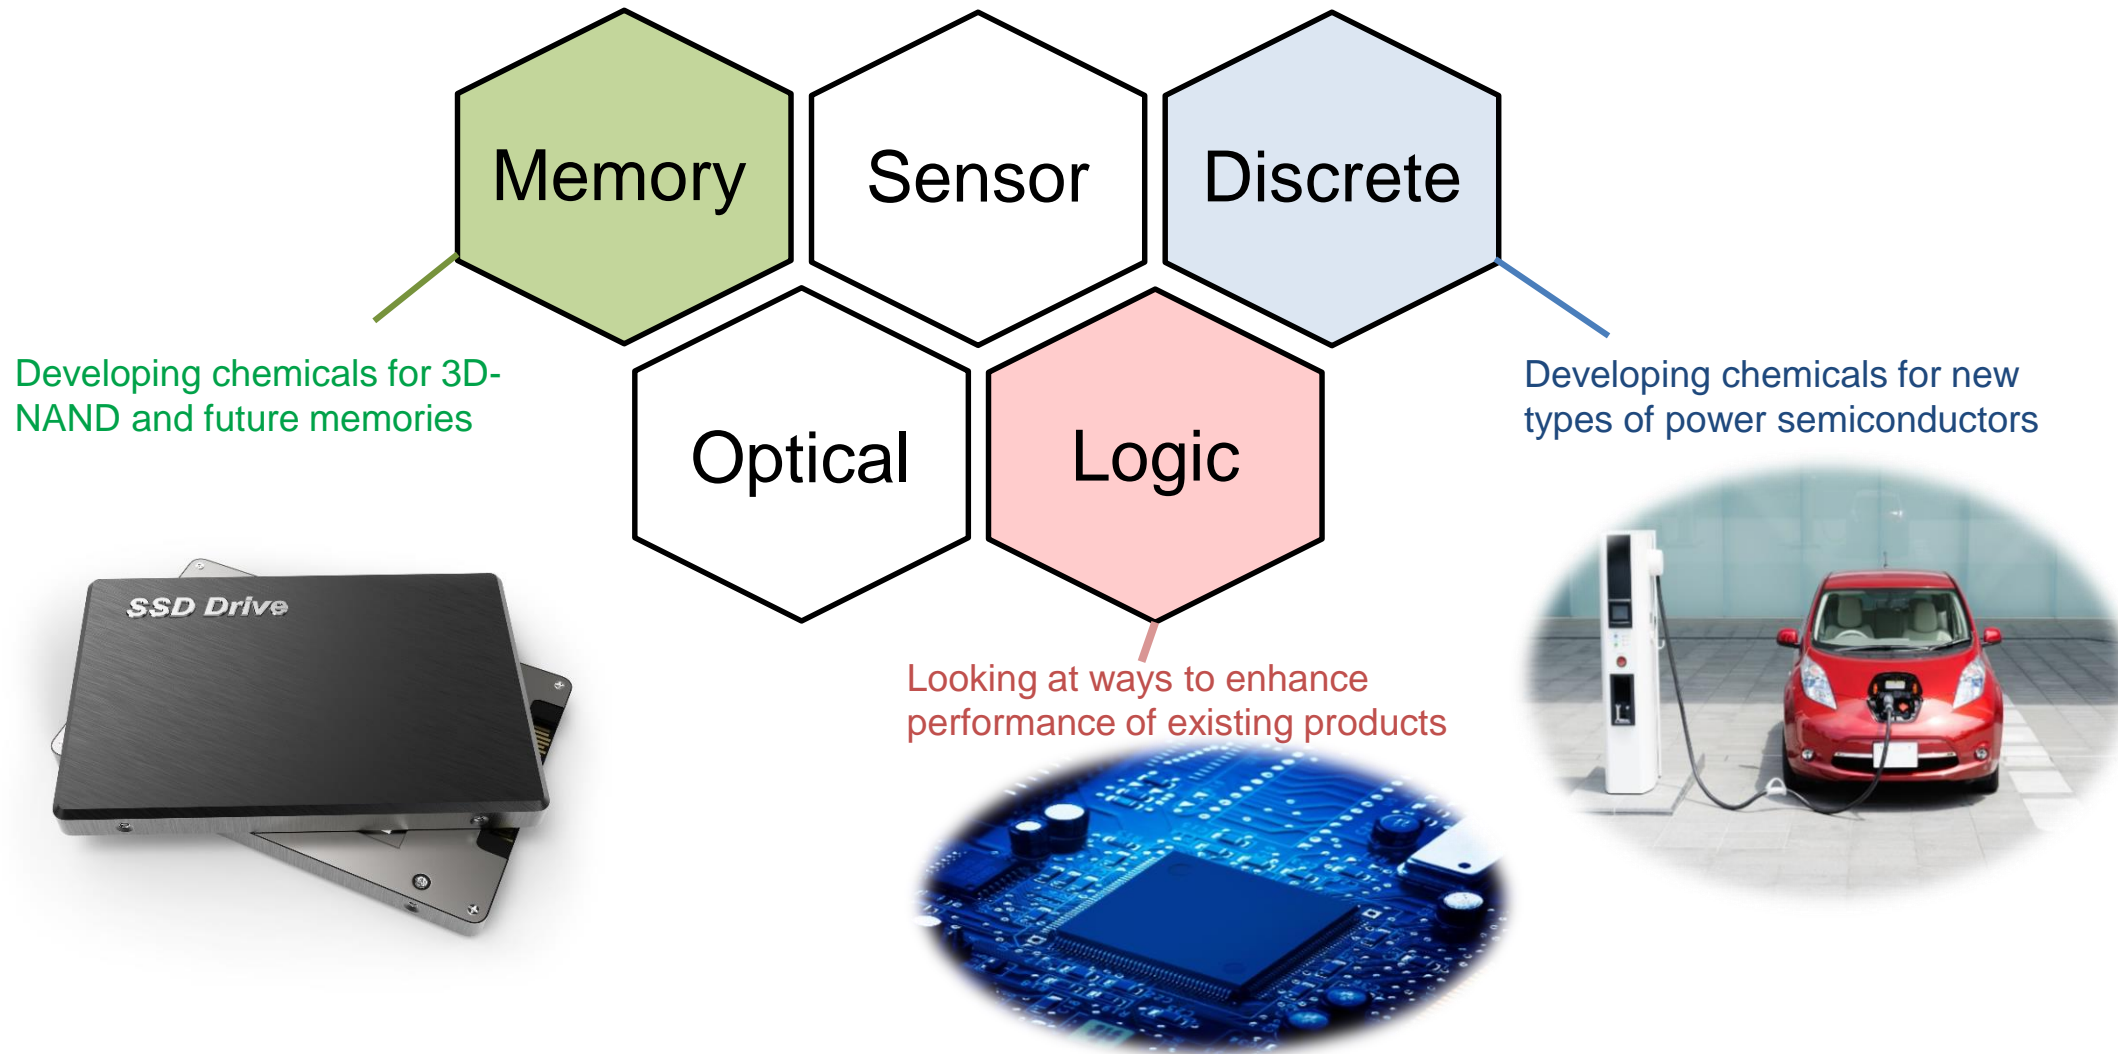 Memory
Sensor
Discrete
Optical
Logic
Developing chemicals for 3D-
NAND and future memories
Developing chemicals for new
types of power semiconductors
SSD Drive
Looking at ways to enhance
performance of existing products